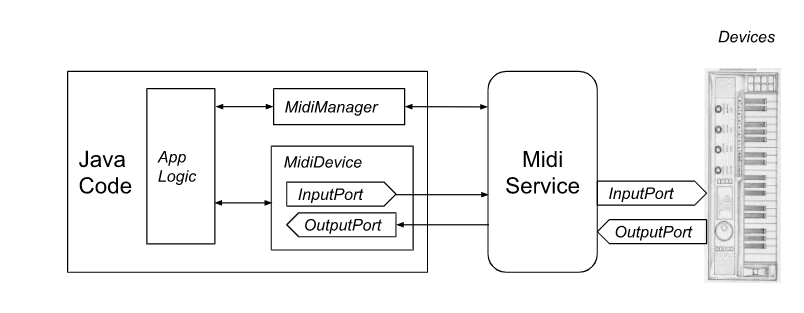 Devices
Java
Code
App
Logic
MidiManager
MidiDevice
InputPort
OutputPort
Midi
Service
InputPort
OutputPort